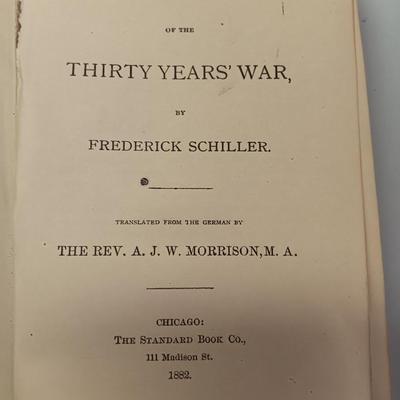 OF THE
THIRTY YEARS' WAR,
BY
FREDERICK SCHILLER.
TRANSLATED FROM THE GERMAN BY
THE REV. A. J. W. MORRISON, M. A.
CHICAGO:
THE STANDARD BOOK CO.,
111 Madison St.
1882.